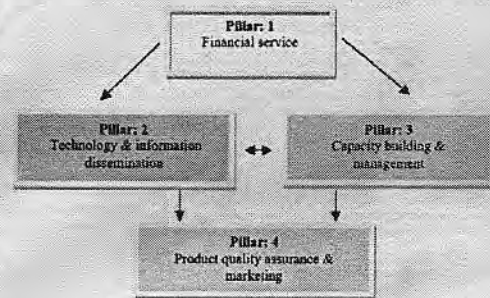 Pillar: 1
Financial service
Pillar: 2
Technology & information
dissemination
Pillar: 3
Capacity building &
management
Pillar: 4
Product quality assurance &
marketing